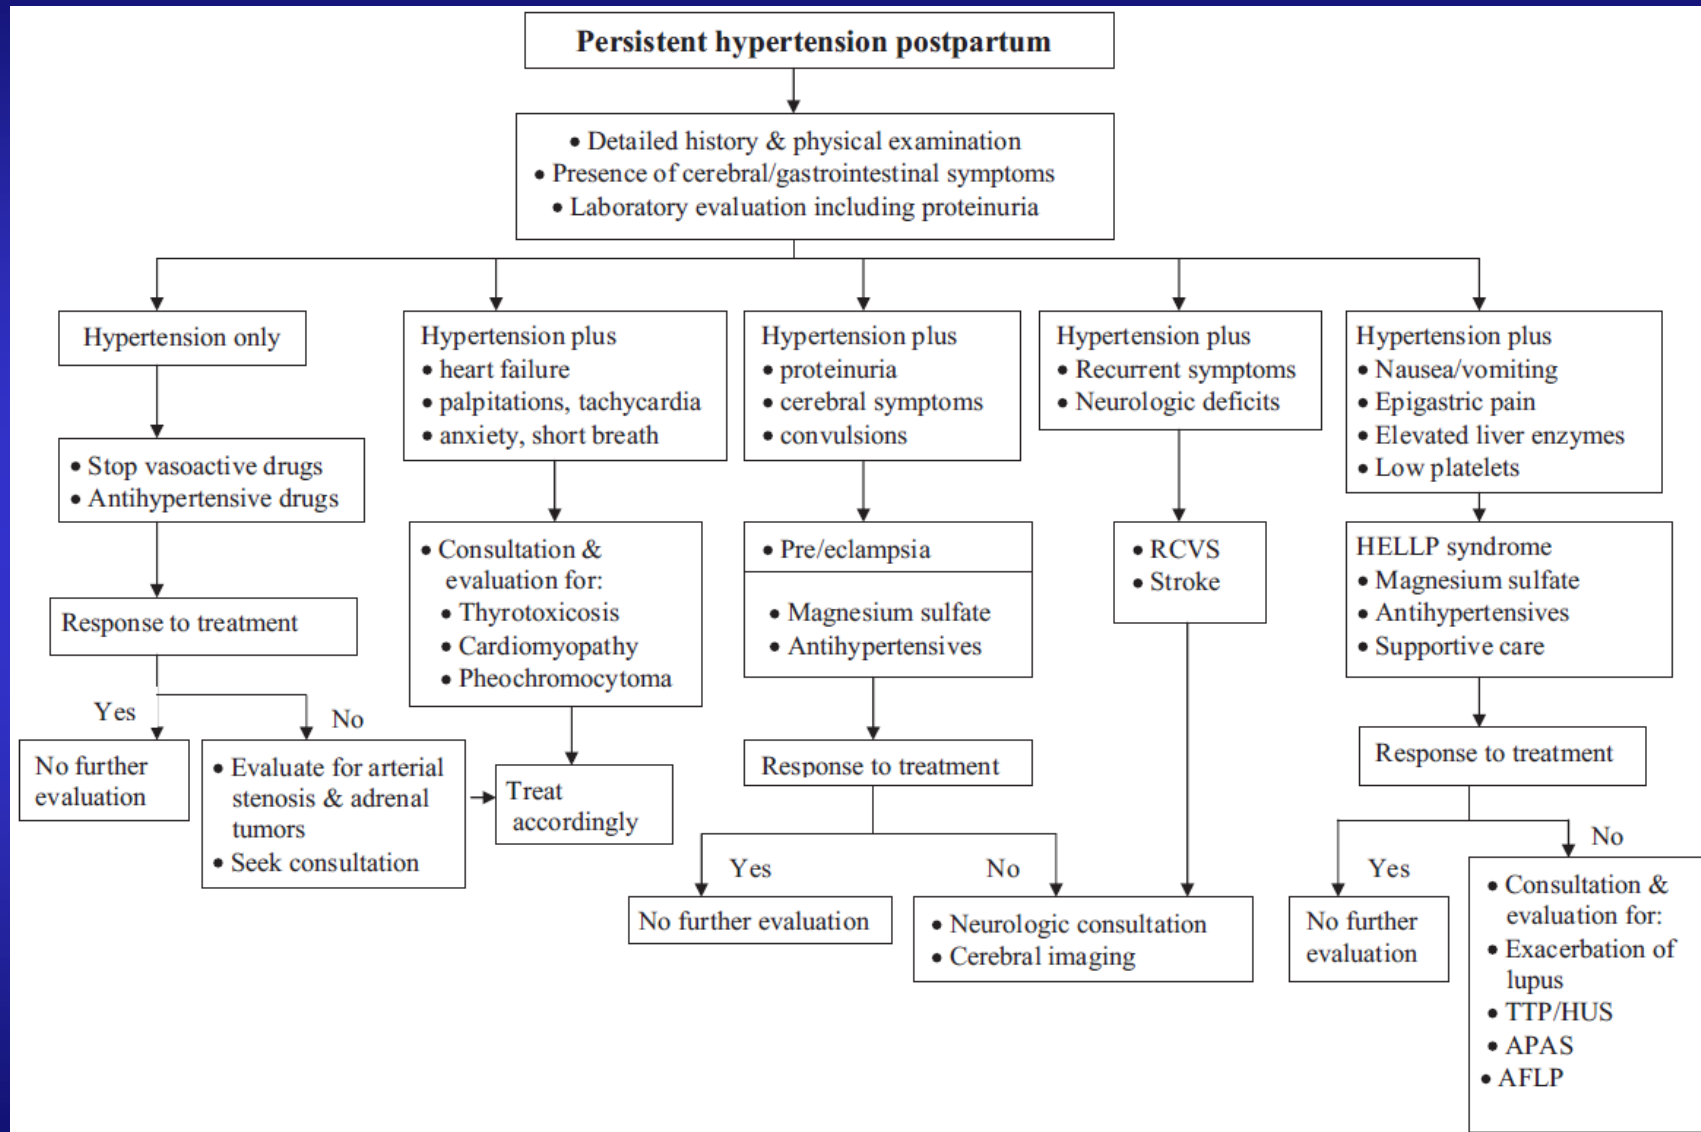 Persistent hypertension postpartum
• Detailed history & physical examination
• Presence of cerebral/gastrointestinal symptoms
• Laboratory evaluation including proteinuria
Hypertension only
• Stop vasoactive drugs
• Antihypertensive drugs
Response to treatment
Yes
No
No further
evaluation
• Evaluate for arterial
stenosis & adrenal
tumors
• Seek consultation
Hypertension plus
• heart failure
• palpitations, tachycardia
• anxiety, short breath
• Consultation &
evaluation for:
• Thyrotoxicosis
• Cardiomyopathy
• Pheochromocytoma
Treat
accordingly
Hypertension plus
• proteinuria
• cerebral symptoms
• convulsions
• Pre/eclampsia
• Magnesium sulfate
• Antihypertensives
Response to treatment
Yes
No
No further evaluation
• Neurologic consultation
• Cerebral imaging
Hypertension plus
• Recurrent symptoms
• Neurologic deficits
• RCVS
• Stroke
Hypertension plus
• Nausea/vomiting
• Epigastric pain
• Elevated liver enzymes
• Low platelets
HELLP syndrome
• Magnesium sulfate
• Antihypertensives
• Supportive care
Response to treatment
Yes
No
No further
evaluation
• Consultation &
evaluation for:
• Exacerbation of
lupus
• TTP/HUS
• APAS
• AFLP